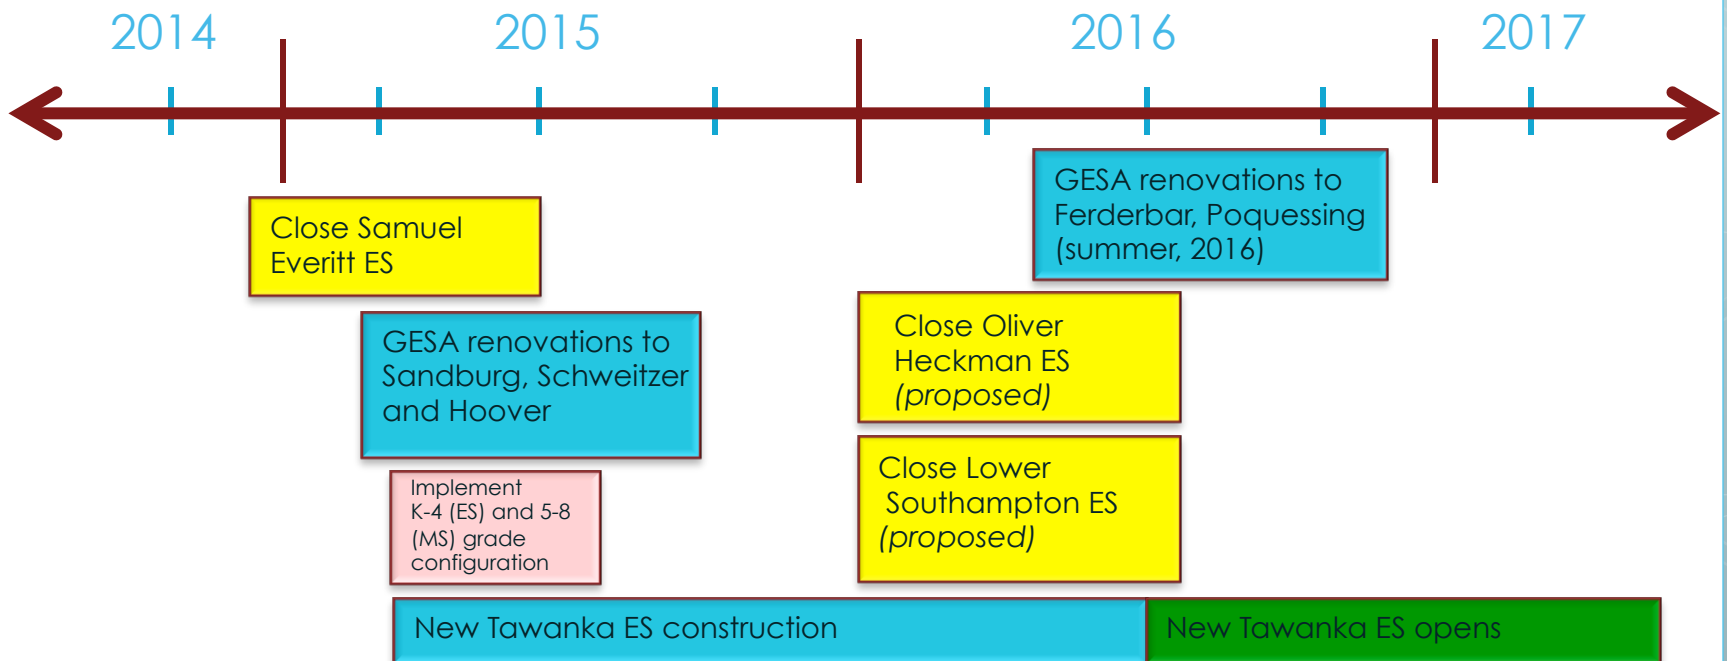 2014
2015
2016
2017
Close Samuel
Everitt ES
GESA renovations to
Sandburg, Schweitzer
and Hoover
Implement
K-4 (ES) and 5-8
(MS) grade
configuration
GESA renovations to
Ferderbar, Poquessing
(summer, 2016)
Close Oliver
Heckman ES
(proposed)
Close Lower
Southampton ES
(proposed)
New Tawanka ES construction
New Tawanka ES opens